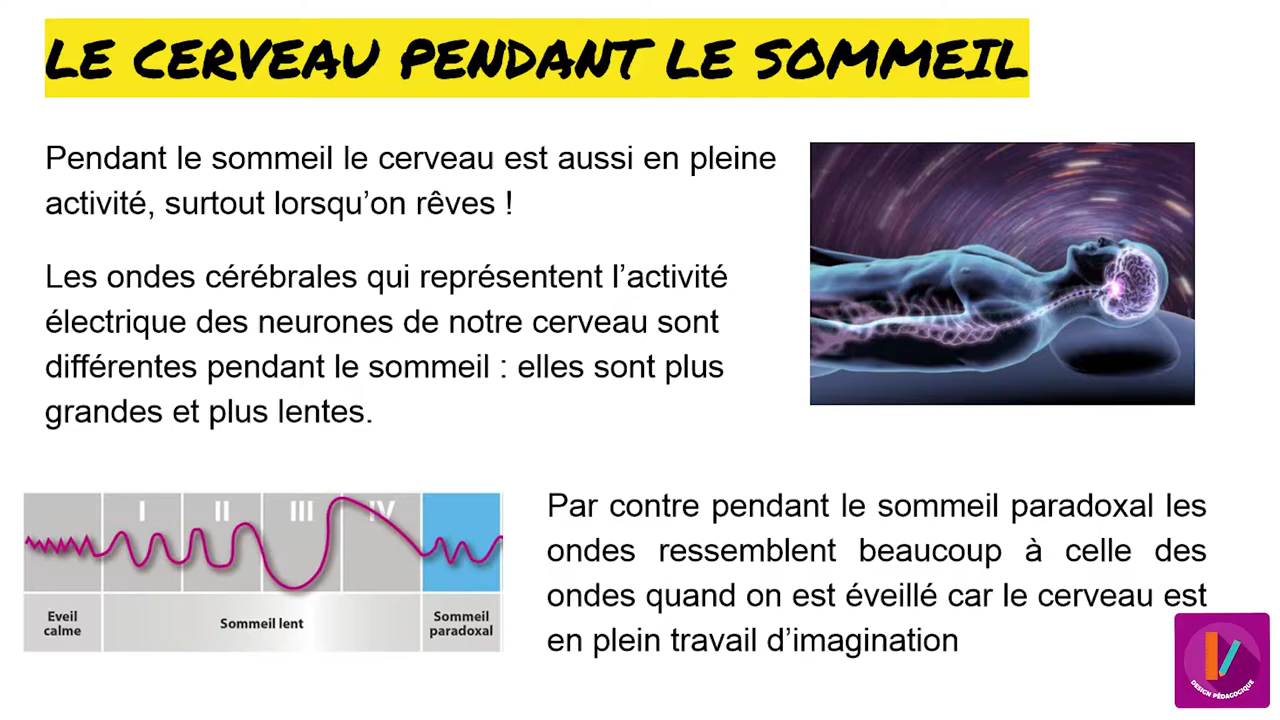 LE CERVEAU PENDANT LE SOMMEIL
Pendant le sommeil le cerveau est aussi en pleine
activité, surtout lorsqu’on rêves !
Les ondes cérébrales qui représentent l’activité
électrique des neurones de notre cerveau sont
différentes pendant le sommeil : elles sont plus
grandes et plus lentes.
I II III IV
Eveil
calme
Sommeil lent
Sommeil
paradoxal
Par contre pendant le sommeil paradoxal les
ondes ressemblent beaucoup à celle des
ondes quand on est éveillé car le cerveau est
en plein travail d’imagination
DESIGN PÉDAGOGIQUE